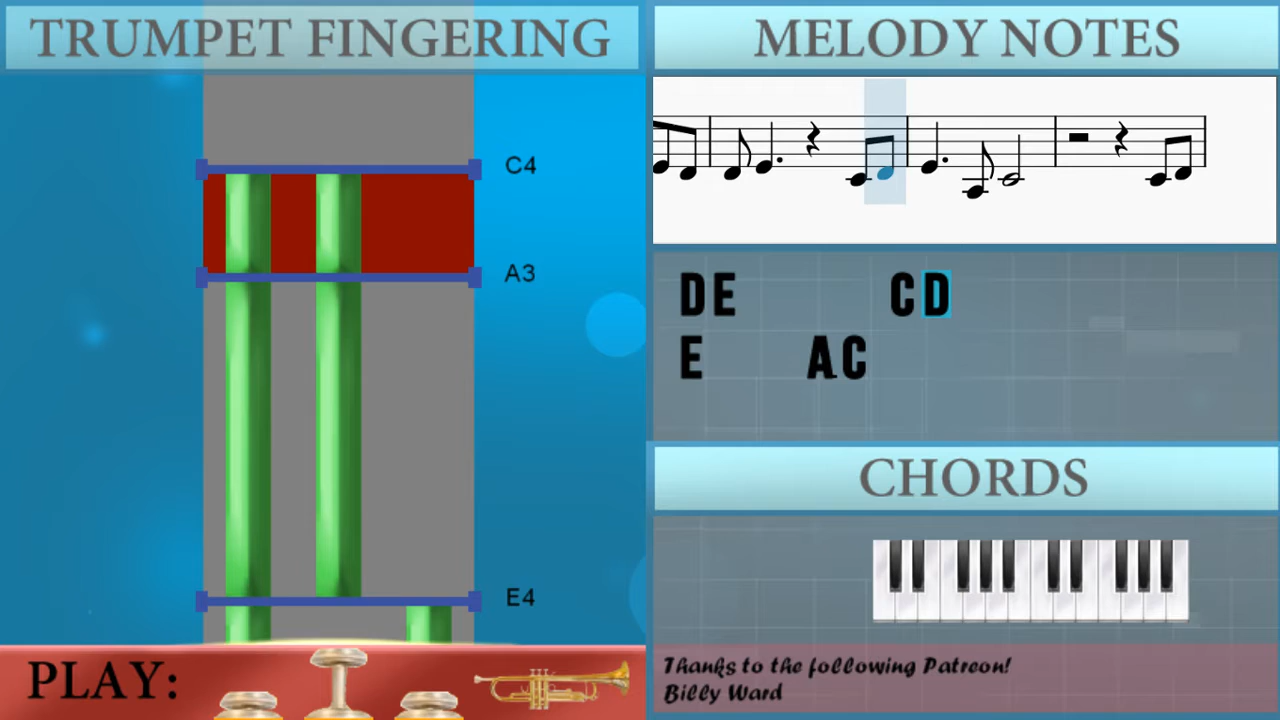 TRUMPET FINGERING
C4
A3
E4
PLAY:
MELODY NOTES
DE CD
E AC
CHORDS
Thanks to the following Patreon!
Billy Ward